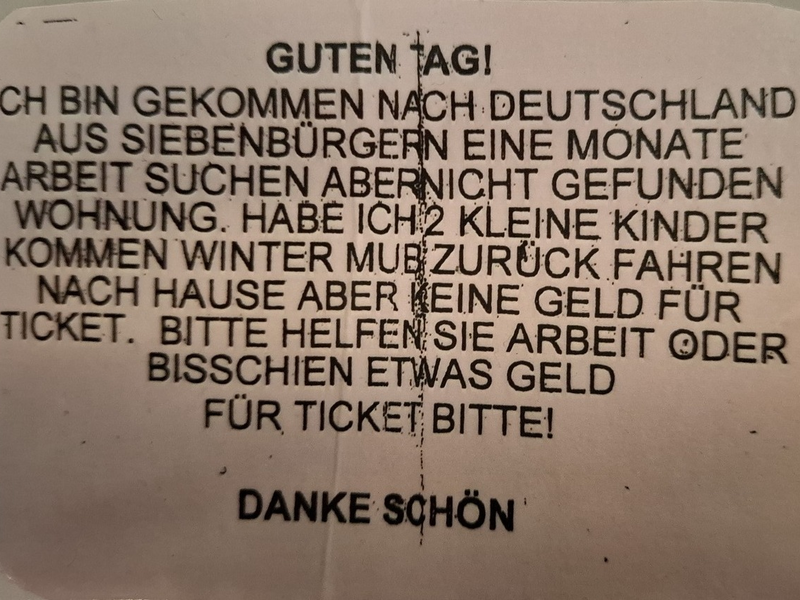 GUTEN TAG!
CH BIN GEKOMMEN NACH DEUTSCHLAND
AUS SIEBENBÜRGERN EINE MONATE
ARBEIT SUCHEN ABER NICHT GEFUNDEN
WOHNUNG. HABE ICH 2 KLEINE KINDER
KOMMEN WINTER MUß ZURÜCK FAHREN
NACH HAUSE ABER KEINE GELD FÜR
TICKET. BITTE HELFEN SIE ARBEIT ODER
BISSCHIEN ETWAS GELD
FÜR TICKET BITTE!
DANKE SCHÖN